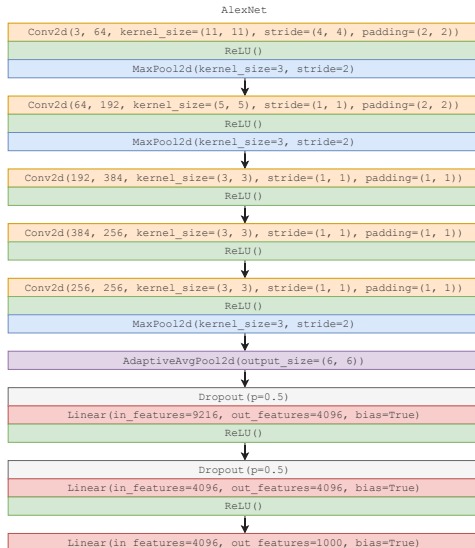 AlexNet
Conv2d(3, 64, kernel_size=(11, 11), stride=(4, 4), padding=(2, 2))
ReLU()
MaxPool2d(kernel_size=3, stride=2)
Conv2d(64, 192, kernel_size=(5, 5), stride=(1, 1), padding=(2, 2))
ReLU()
MaxPool2d(kernel_size=3, stride=2)
Conv2d(192, 384, kernel_size=(3, 3), stride=(1, 1), padding=(1, 1))
ReLU()
Conv2d(384, 256, kernel_size=(3, 3), stride=(1, 1), padding=(1, 1))
ReLU()
Conv2d(256, 256, kernel_size=(3, 3), stride=(1, 1), padding=(1, 1))
ReLU()
MaxPool2d(kernel_size=3, stride=2)
AdaptiveAvgPool2d(output_size=(6, 6))
Dropout(p=0.5)
Linear(in_features=9216, out_features=4096, bias=True)
ReLU()
Dropout(p=0.5)
Linear(in_features=4096, out_features=4096, bias=True)
ReLU()
Linear(in_features=4096, out_features=1000, bias=True)